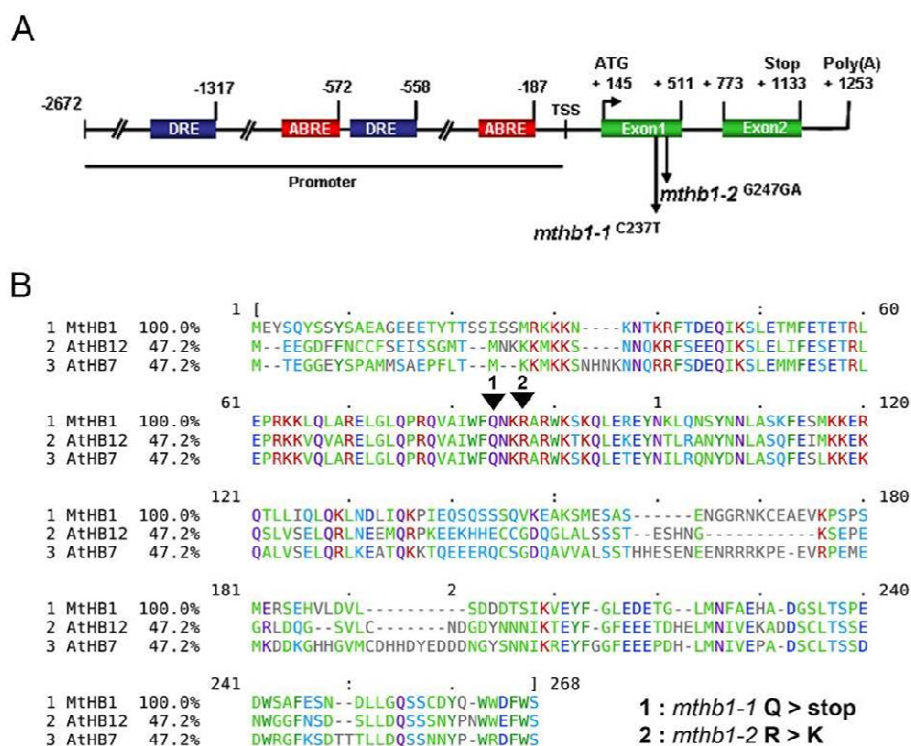 A
-2672 -1317 -572 -558 -187 TSS ATG + 145 + 511 + 773 Stop + 1133 Poly(A) + 1253
DRE ABRE DRE ABRE Exon1 Exon2
Promoter
mthb1-2 G247GA
mthb1-1 C237T
B
1 [ . . . . : . 60
1 MtHB1 100.0% MEYSQYSSYSAEAGEEETYTTSSISSMRKKKN----KNTKRFTDEQIKSLETMFETETRL
2 AtHB12 47.2% M--EEGDFFNCCFSEISSGMT--MNKKKMKKS----NNQKRFSEEQIKSLELIFESETRL
3 AtHB7 47.2% M--TEGGEYSPAMMSAEPFLT--M--KKMKKSNHNKNNQRRFSDEQIKSLEMMFESETRL
1 2
61 . . . . 1 . 120
1 MtHB1 100.0% EPRKKLQLARELGLQPRQVAIWFQNKRARWKSKQLEREYNKLQNSYNNLASKFESMKKER
2 AtHB12 47.2% EPRKKVQVARELGLQPRQVAIWFQNKRARWKTKQLEKEYNTLRANYNNLASQFEIMKKEK
3 AtHB7 47.2% EPRKKVQLARELGLQPRQVAIWFQNKRARWKSKQLETEYNILRQNYDNLASQFESLKKEK
121 . . : . . . 180
1 MtHB1 100.0% QTLLIQLQKLNDLIQKPIEQSQSSSQVKEAKSMESAS------ENGGRNKCEAEVKPSPS
2 AtHB12 47.2% QSLVSELQRLNEEMQRPKEEKHHECCGDQGLALSSST--ESHNG-----------KSEPE
3 AtHB7 47.2% QALVSELQRLKEATQKKTQEEERQCSGDQAVVALSSTHHESENEENRRRKPE-EVRPEME
181 . 2 . . . . 240
1 MtHB1 100.0% MERSEHVLDVL----------SDDDTSIKVEYF-GLEDETG--LMNFAEHA-DGSLTSPE
2 AtHB12 47.2% GRLDQG--SVLC---------NDGDYNNNIKTEYF-GFEEETDHELMNIVEKADDSCLTSSE
3 AtHB7 47.2% MKDDKGHHGVMCDHHDYEDDDNGYSNNIKREYFGGFEEEPDH-LMNIVEPA-DSCLTSSD
241 : . ] 268
1 MtHB1 100.0% DWSAFESN--DLLGQSSCDYQ-WWDFWS
2 AtHB12 47.2% NWGGFNSD--SLLDQSSSNYPNWWEFWS
3 AtHB7 47.2% DWRGFKSDTTTLLDQSSNNYP-WRDFWS
1 : mthb1-1 Q > stop
2 : mthb1-2 R > K